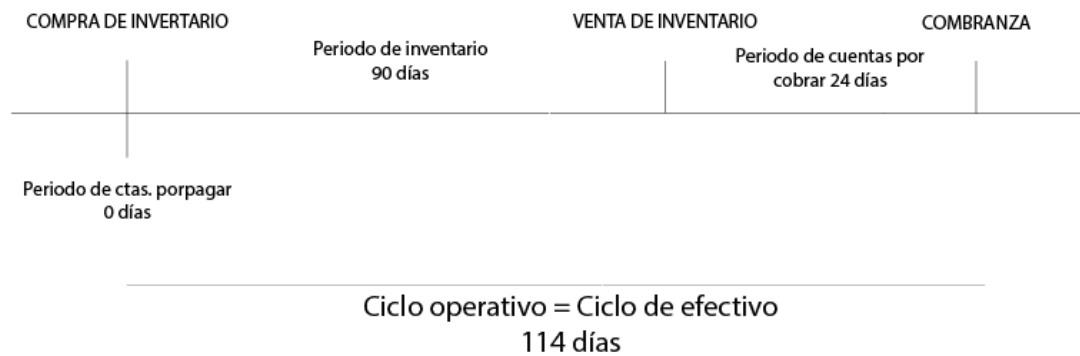 COMPRA DE INVERTARIO
VENTA DE INVENTARIO
COMBRANZA
Periodo de inventario
90 días
Periodo de cuentas por
cobrar 24 días
Periodo de ctas. porpagar
0 días
Ciclo operativo = Ciclo de efectivo
114 días